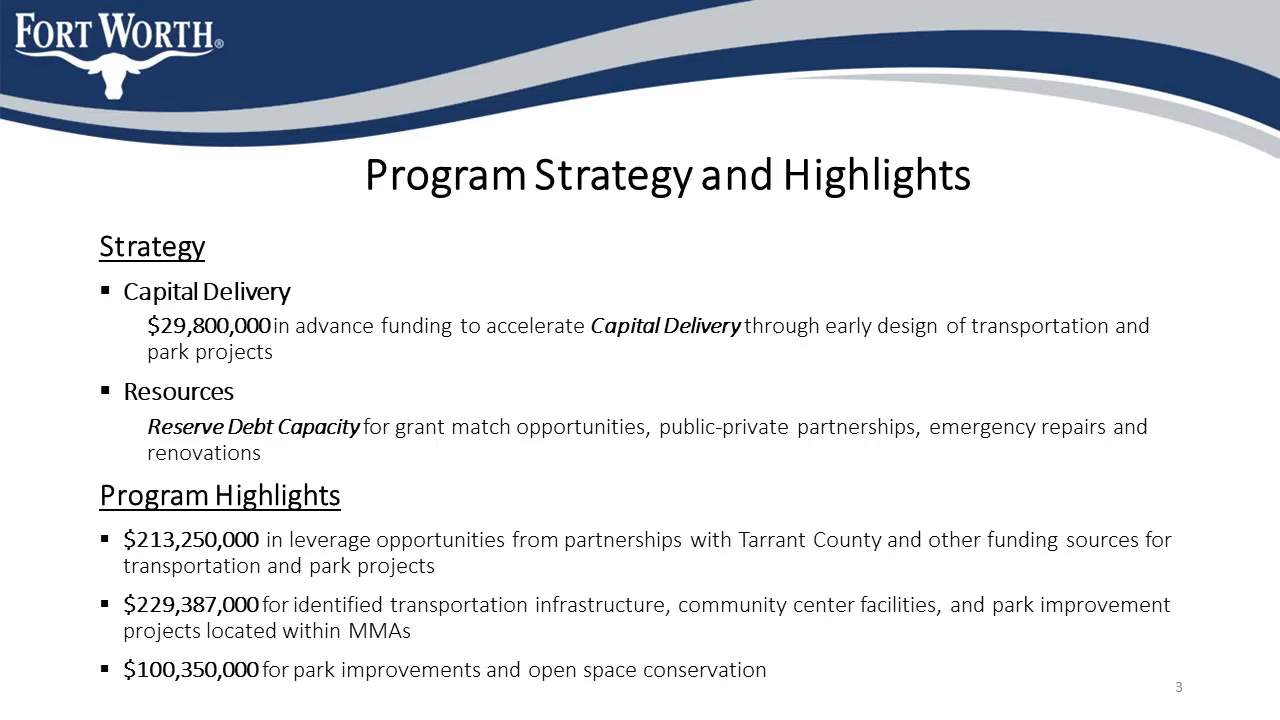 FORT WORTH®
Program Strategy and Highlights
Strategy
▪ Capital Delivery
$29,800,000 in advance funding to accelerate Capital Delivery through early design of transportation and
park projects
▪ Resources
Reserve Debt Capacity for grant match opportunities, public-private partnerships, emergency repairs and
renovations
Program Highlights
▪ $213,250,000 in leverage opportunities from partnerships with Tarrant County and other funding sources for
transportation and park projects
▪ $229,387,000 for identified transportation infrastructure, community center facilities, and park improvement
projects located within MMAs
▪ $100,350,000 for park improvements and open space conservation
3